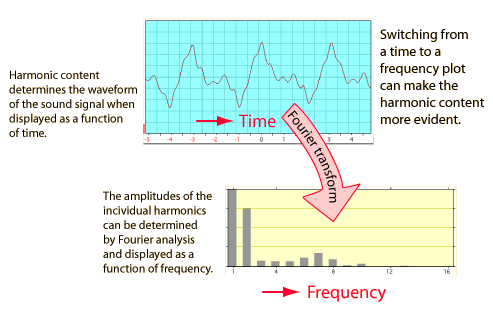 Switching from
a time to a
frequency plot
can make the
harmonic content
more evident.
Harmonic content
determines the waveform
of the sound signal when
displayed as a function
of time.
-4 -3 -2 -1 0 1 2 3 4
Time
Fourier transform
The amplitudes of the
incividual harmonics
can be determined
by Fourier analysis
and displayed as a
function of frequency.
1 4 8 12 16
Frequency